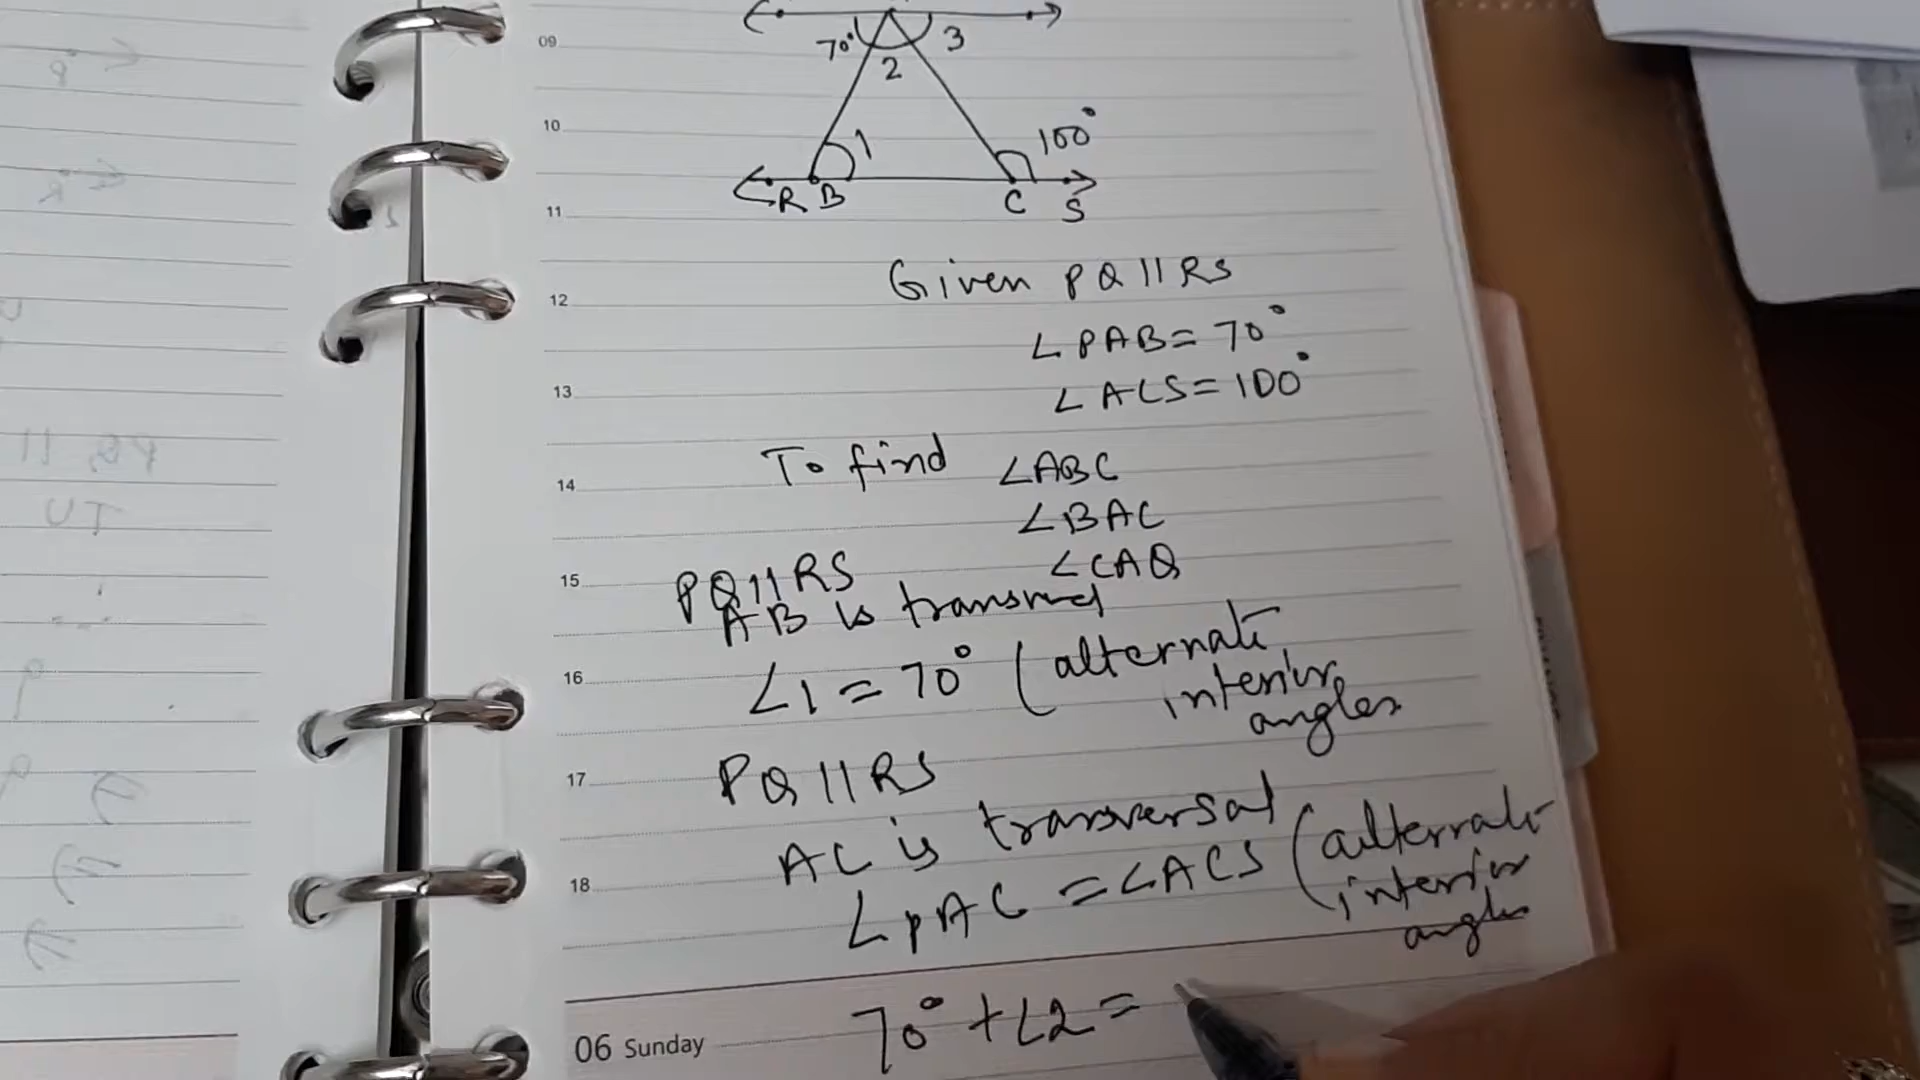 09
70°
3
2
10
1
100°
R B
C
S
11
Given PQ || RS
12
∠PAB = 70°
∠ACS = 100°
13
To find ∠ABC
14
∠BAC
15
PQ || RS
∠CAQ
AB is
∠1 = 70° (alternate
16
interior
angles
17
PQ || RS
AC is transversal
18
∠PAC = ∠ACS (alternate
interior
angles
06 Sunday
70° + ∠2 =